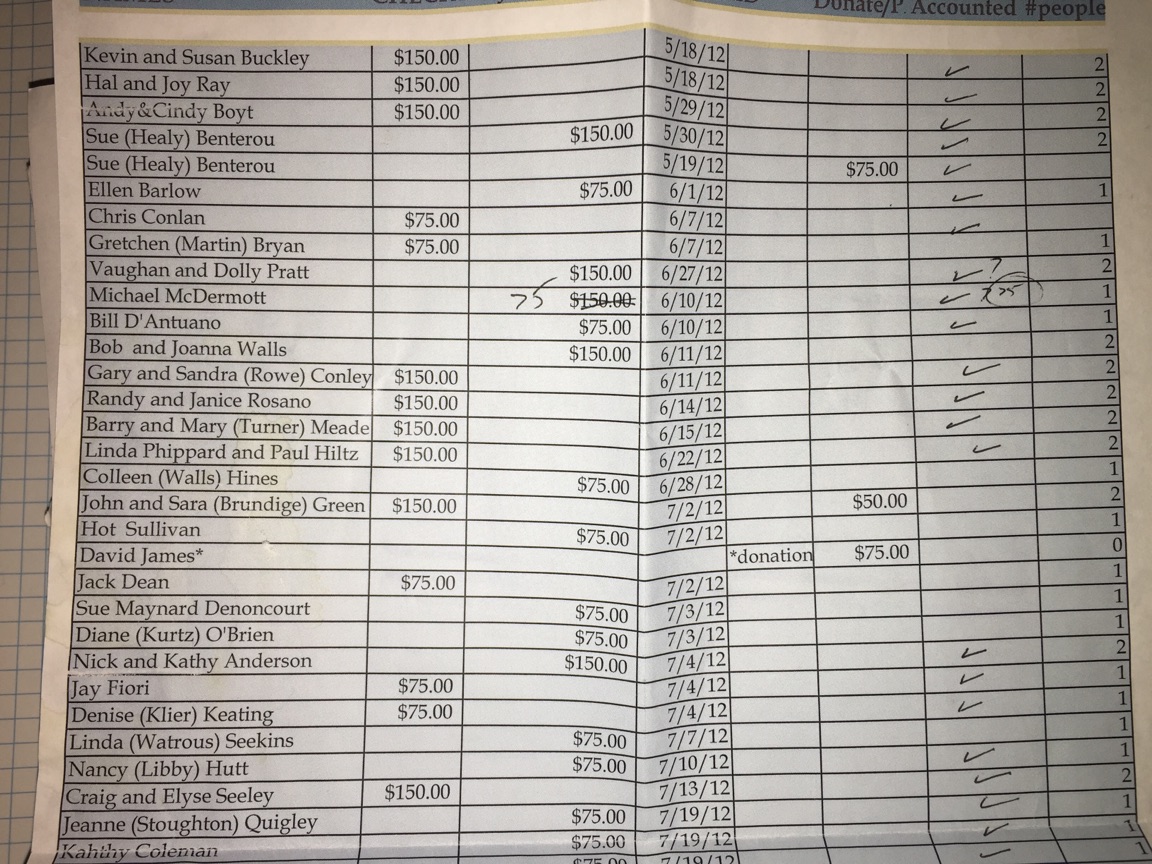 Donate/P. Accounted #people
Kevin and Susan Buckley $150.00 5/18/12 ✓ 2
Hal and Joy Ray $150.00 5/18/12 ✓ 2
Andy&Cindy Boyt $150.00 5/29/12 ✓ 2
Sue (Healy) Benterou $150.00 5/30/12 ✓ 2
Sue (Healy) Benterou 5/19/12 $75.00 ✓
Ellen Barlow $75.00 6/1/12 ✓ 1
Chris Conlan $75.00 6/7/12 ✓
Gretchen (Martin) Bryan $75.00 6/7/12 1
Vaughan and Dolly Pratt $150.00 6/27/12 ✓ ? 2
Michael McDermott 75 $150.00 6/10/12 ✓ ? 75 1
Bill D'Antuano $75.00 6/10/12 ✓ 1
Bob and Joanna Walls $150.00 6/11/12 2
Gary and Sandra (Rowe) Conley $150.00 6/11/12 ✓ 2
Randy and Janice Rosano $150.00 6/14/12 ✓ 2
Barry and Mary (Turner) Meade $150.00 6/15/12 ✓ 2
Linda Phippard and Paul Hiltz $150.00 6/22/12 ✓ 2
Colleen (Walls) Hines $75.00 6/28/12 1
John and Sara (Brundige) Green $150.00 7/2/12 $50.00 2
Hot Sullivan $75.00 7/2/12 1
David James* *donation $75.00 0
Jack Dean $75.00 7/2/12 1
Sue Maynard Denoncourt $75.00 7/3/12 1
Diane (Kurtz) O'Brien $75.00 7/3/12 1
Nick and Kathy Anderson $150.00 7/4/12 ✓ 2
Jay Fiori $75.00 7/4/12 ✓ 1
Denise (Klier) Keating $75.00 7/4/12 ✓ 1
Linda (Watrous) Seekins $75.00 7/7/12 1
Nancy (Libby) Hutt $75.00 7/10/12 ✓ 1
Craig and Elyse Seeley $150.00 7/13/12 ✓ 2
Jeanne (Stoughton) Quigley $75.00 7/19/12 ✓ 1
Kahthy Coleman $75.00 7/19/12 ✓ 1
$75.00 7/19/12 ✓ 1